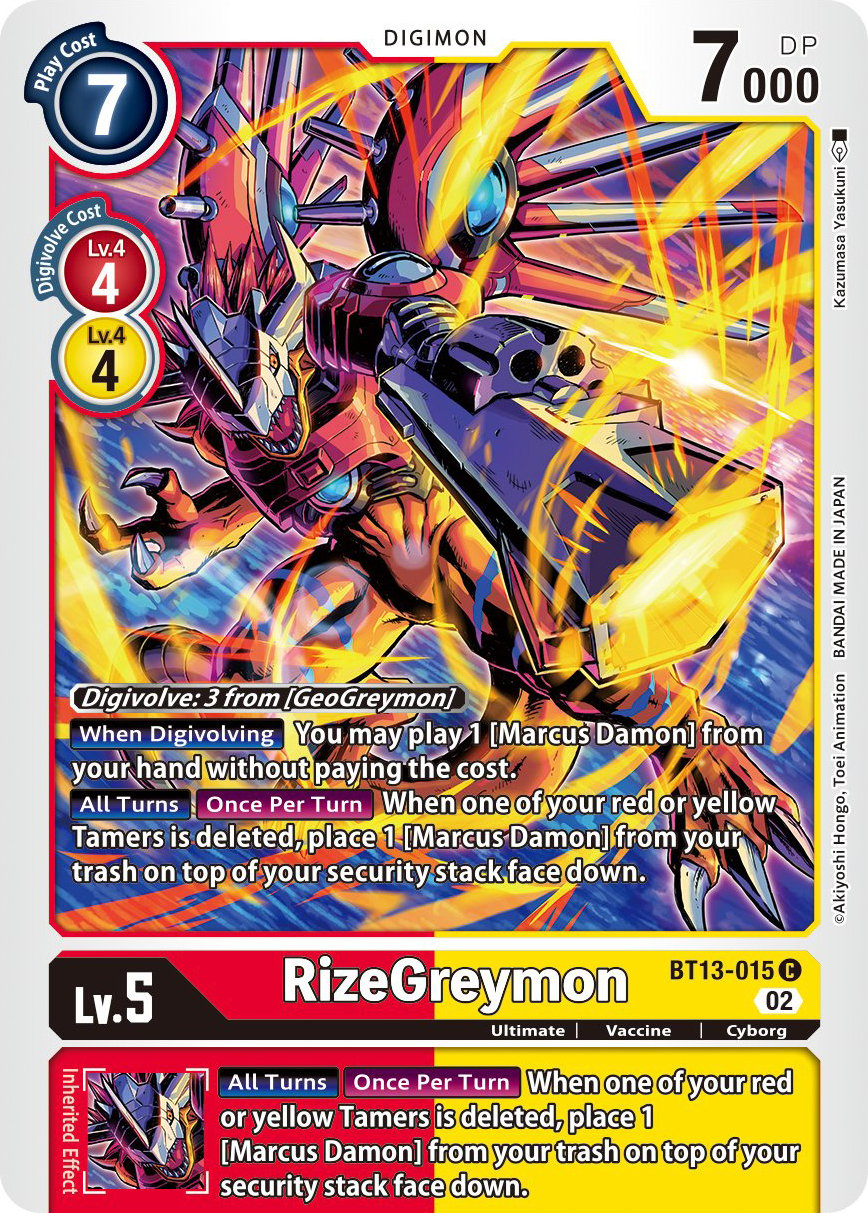 DIGIMON
Play Cost
7
7000
DP
Digivolve Cost
Lv.4
4
Lv.4
4
Kazumasa Yasukuni
©Akiyoshi Hongo, Toei Animation BANDAI MADE IN JAPAN
Digivolve: 3 from [GeoGreymon]
When Digivolving You may play 1 [Marcus Damon] from
your hand without paying the cost.
All Turns Once Per Turn When one of your red or yellow
Tamers is deleted, place 1 [Marcus Damon] from your
trash on top of your security stack face down.
Lv.5
RizeGreymon
BT13-015 C
02
Ultimate | Vaccine | Cyborg
Inherited Effect
All Turns Once Per Turn When one of your red
or yellow Tamers is deleted, place 1
[Marcus Damon] from your trash on top of your
security stack face down.